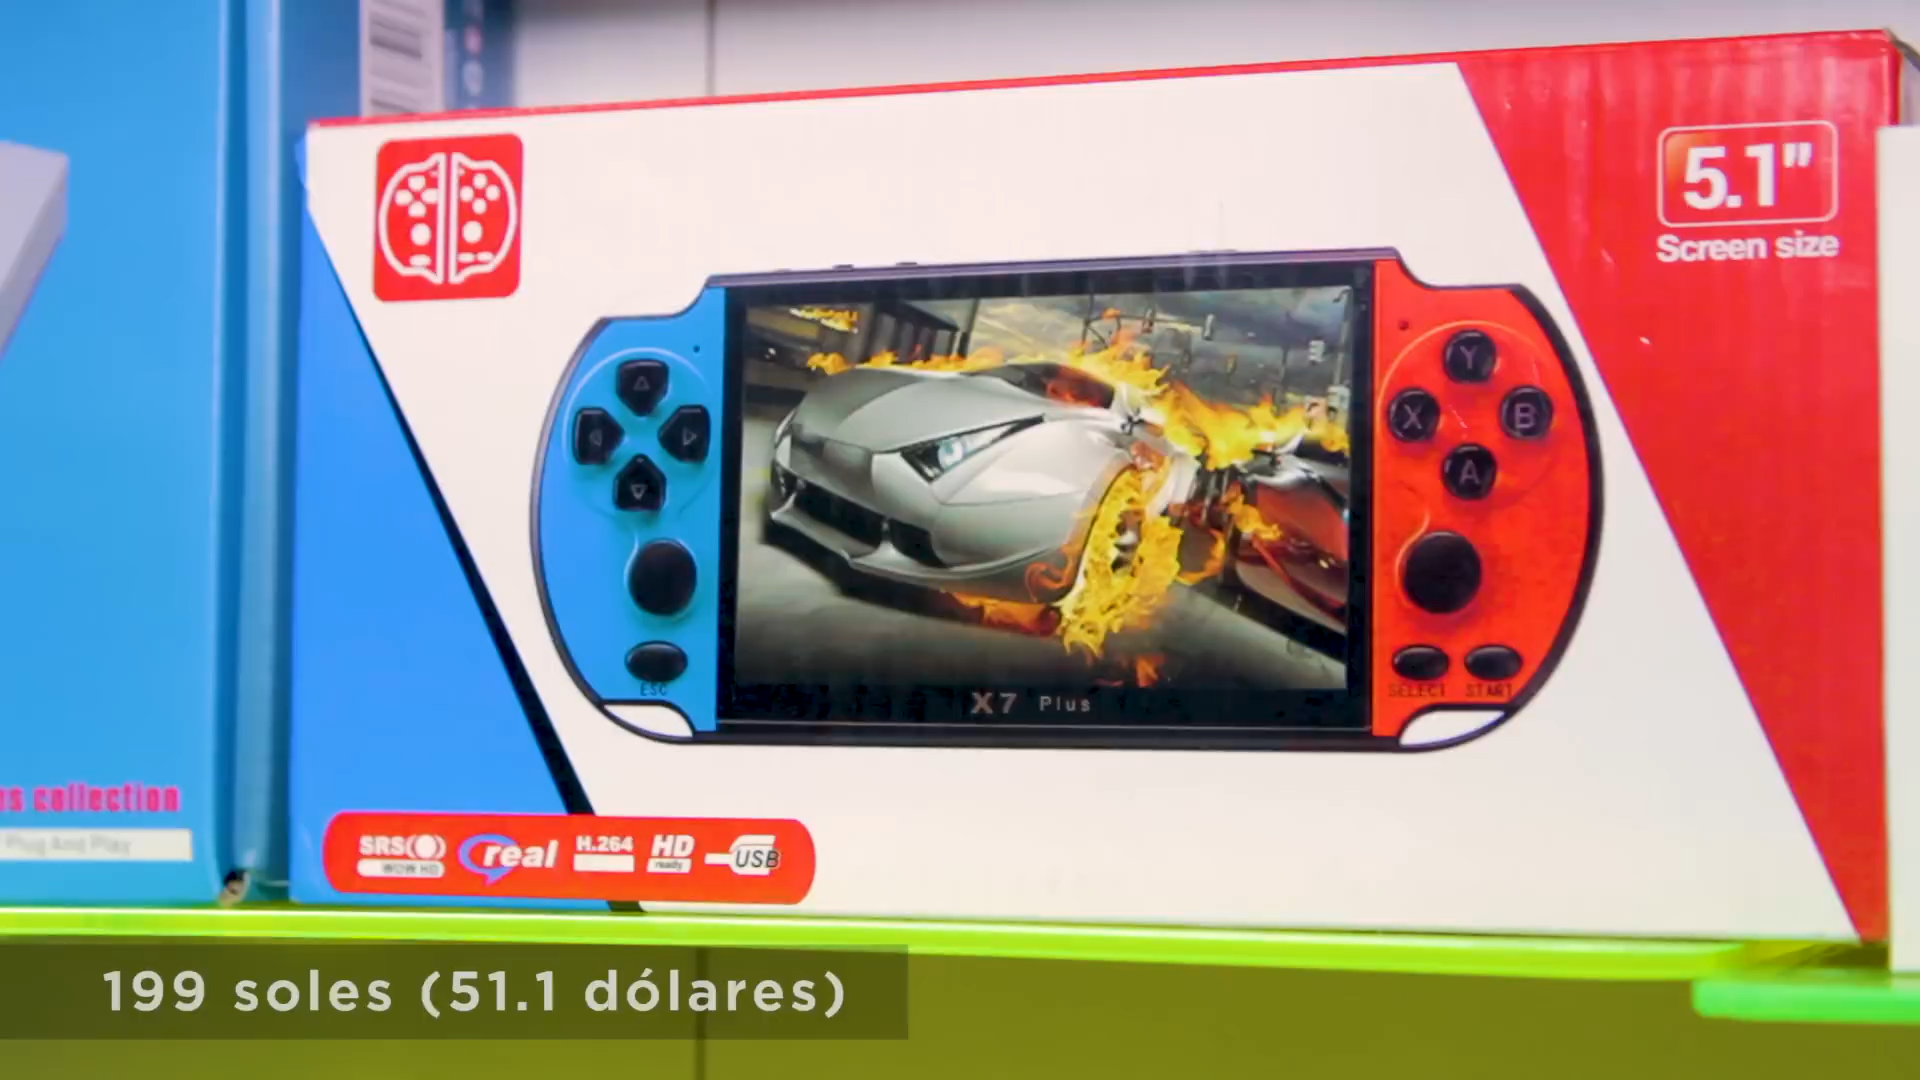 5.1"
Screen size
Y
X
B
A
ESC
SELECT START
X7 Plus
SRS
WOW HD
real
H.264
HD
ready
USB
s collection
Plug And Play
199 soles (51.1 dólares)